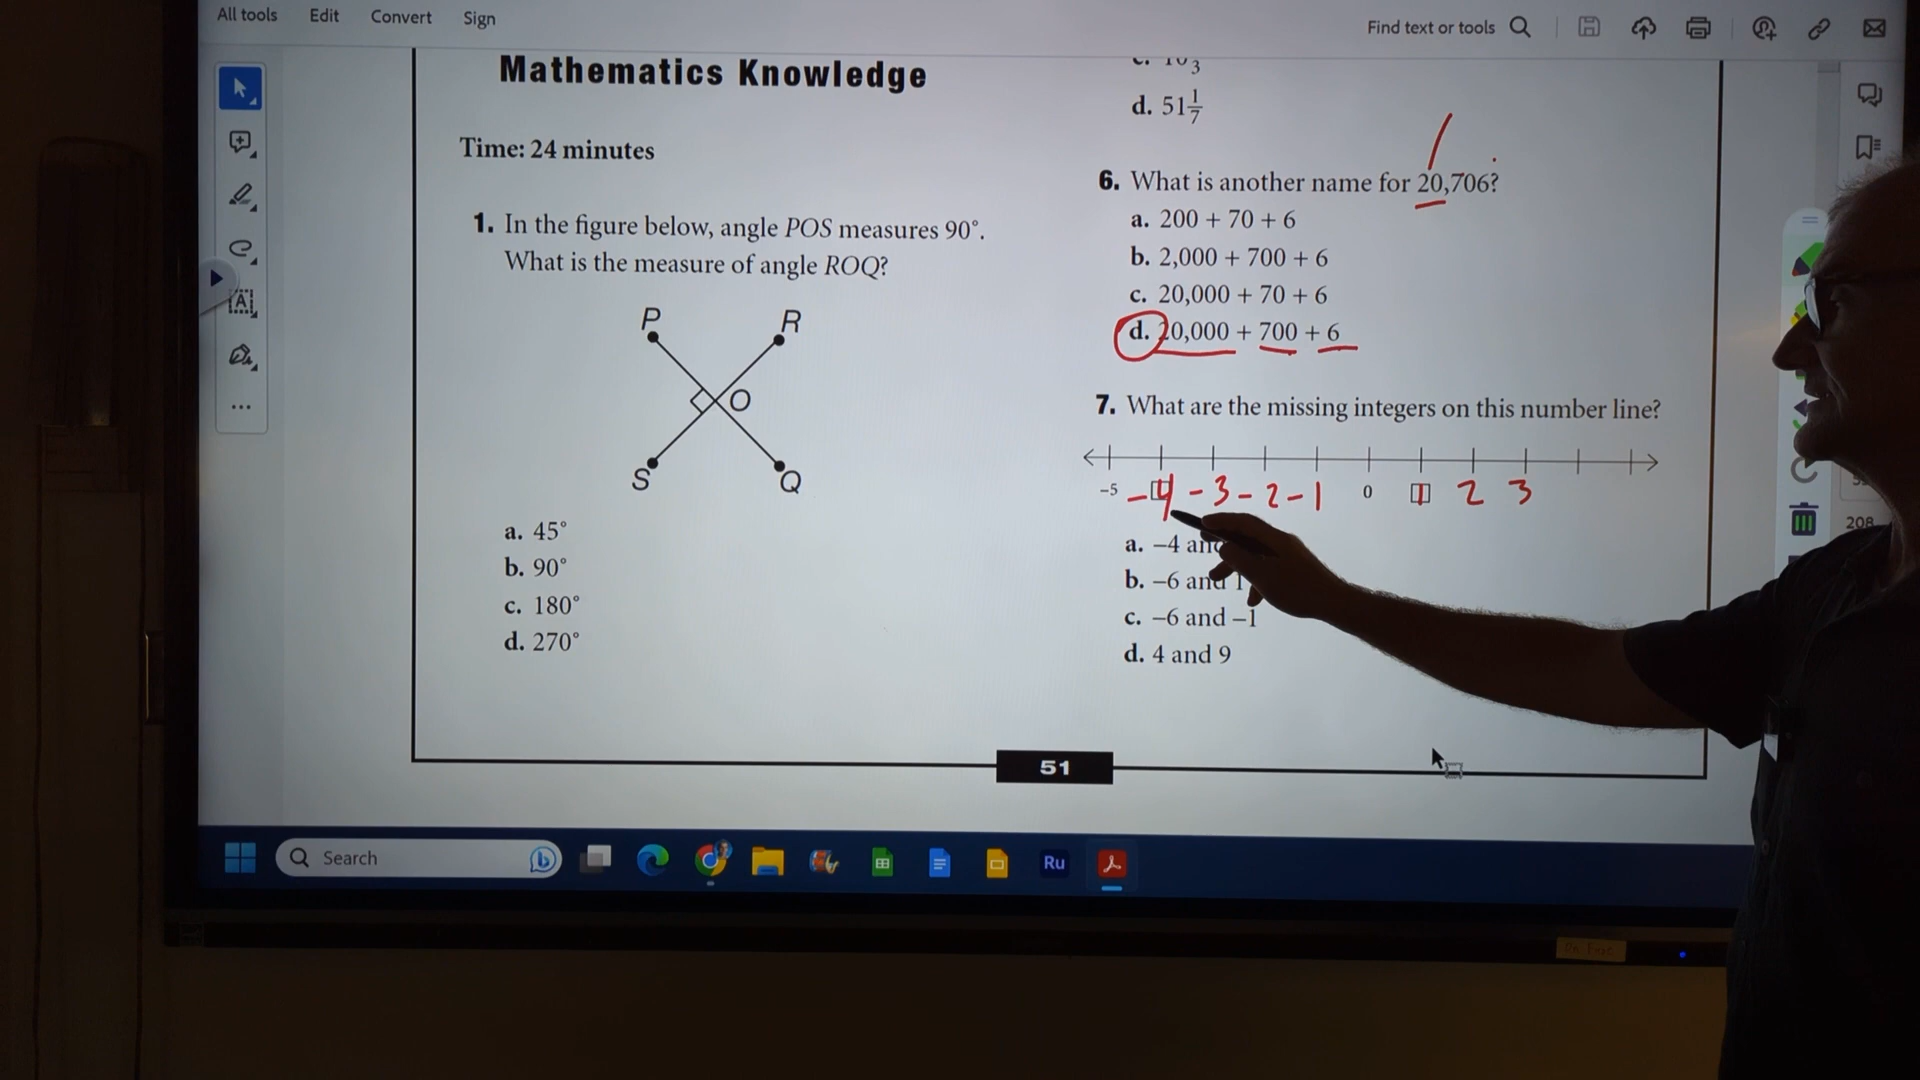 All tools Edit Convert Sign
Find text or tools
Mathematics Knowledge
Time: 24 minutes
1. In the figure below, angle POS measures 90°.
What is the measure of angle ROQ?
P R
O
S Q
a. 45°
b. 90°
c. 180°
d. 270°
d. 51 1/7
6. What is another name for 20,706?
a. 200 + 70 + 6
b. 2,000 + 700 + 6
c. 20,000 + 70 + 6
d. 20,000 + 700 + 6
7. What are the missing integers on this number line?
-5 -4 -3 -2 -1 0 1 2 3
a. –4 and
b. –6 and 1
c. –6 and –1
d. 4 and 9
51
208
Search
Ru